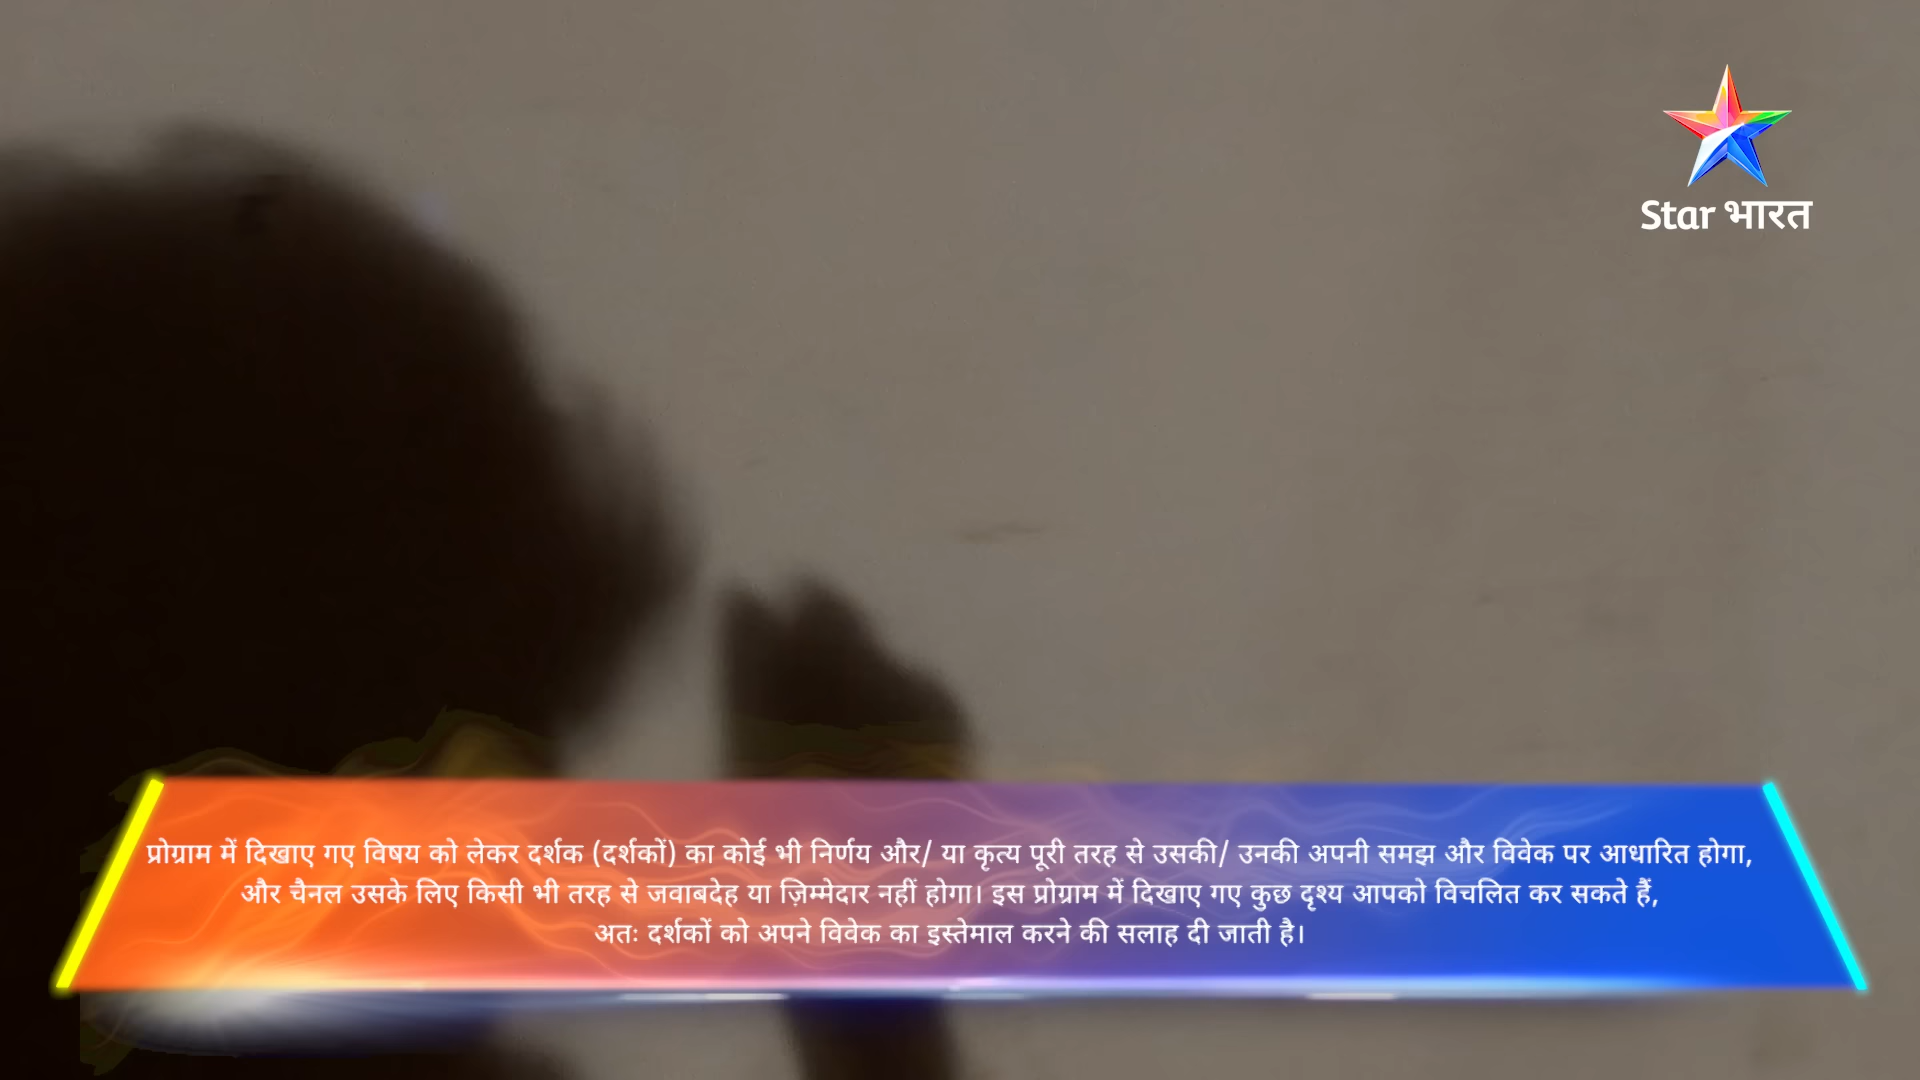 Star भारत
प्रोग्राम में दिखाए गए विषय को लेकर दर्शक (दर्शकों) का कोई भी निर्णय और/ या कृत्य पूरी तरह से उसकी/ उनकी अपनी समझ और विवेक पर आधारित होगा,
और चैनल उसके लिए किसी भी तरह से जवाबदेह या ज़िम्मेदार नहीं होगा। इस प्रोग्राम में दिखाए गए कुछ दृश्य आपको विचलित कर सकते हैं,
अतः दर्शकों को अपने विवेक का इस्तेमाल करने की सलाह दी जाती है।